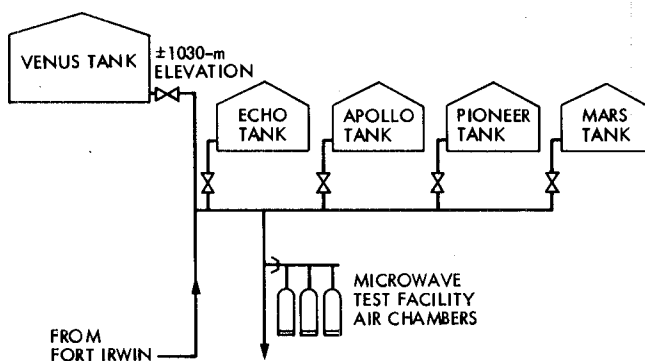 VENUS TANK
±1030-m
ELEVATION
ECHO
TANK
APOLLO
TANK
PIONEER
TANK
MARS
TANK
MICROWAVE
TEST FACILITY
AIR CHAMBERS
FROM
FORT IRWIN